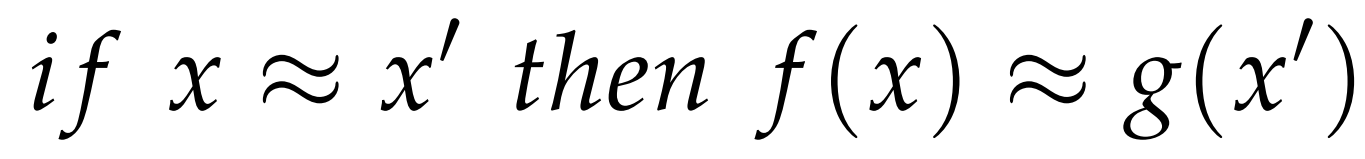 if x ≈ x′ then f(x) ≈ g(x′)